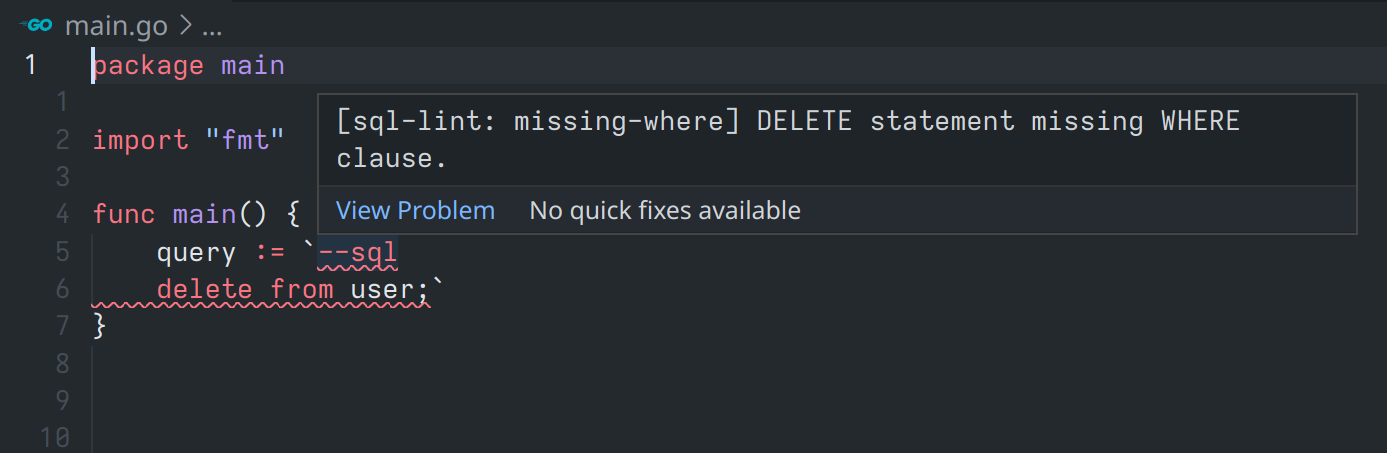 GO main.go > ...
1 package main
1
[sql-lint: missing-where] DELETE statement missing WHERE
clause.
View Problem No quick fixes available
2 import "fmt"
3
4 func main() {
5     query := `--sql
6     delete from user;`
7 }
8
9
10